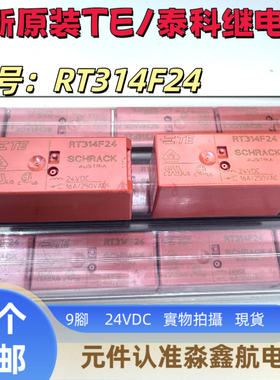 新原装TE/泰科继电
号：RT314F24
RT314F24
SCHRACK
AUSTRIA
24VDC
16A/250VAC
RT314F24
SCHRACK
AUSTRIA
24VDC
16A/250VAC
9腳 24VDC 實物拍攝 現貨
个
邮
元件认准淼鑫航电